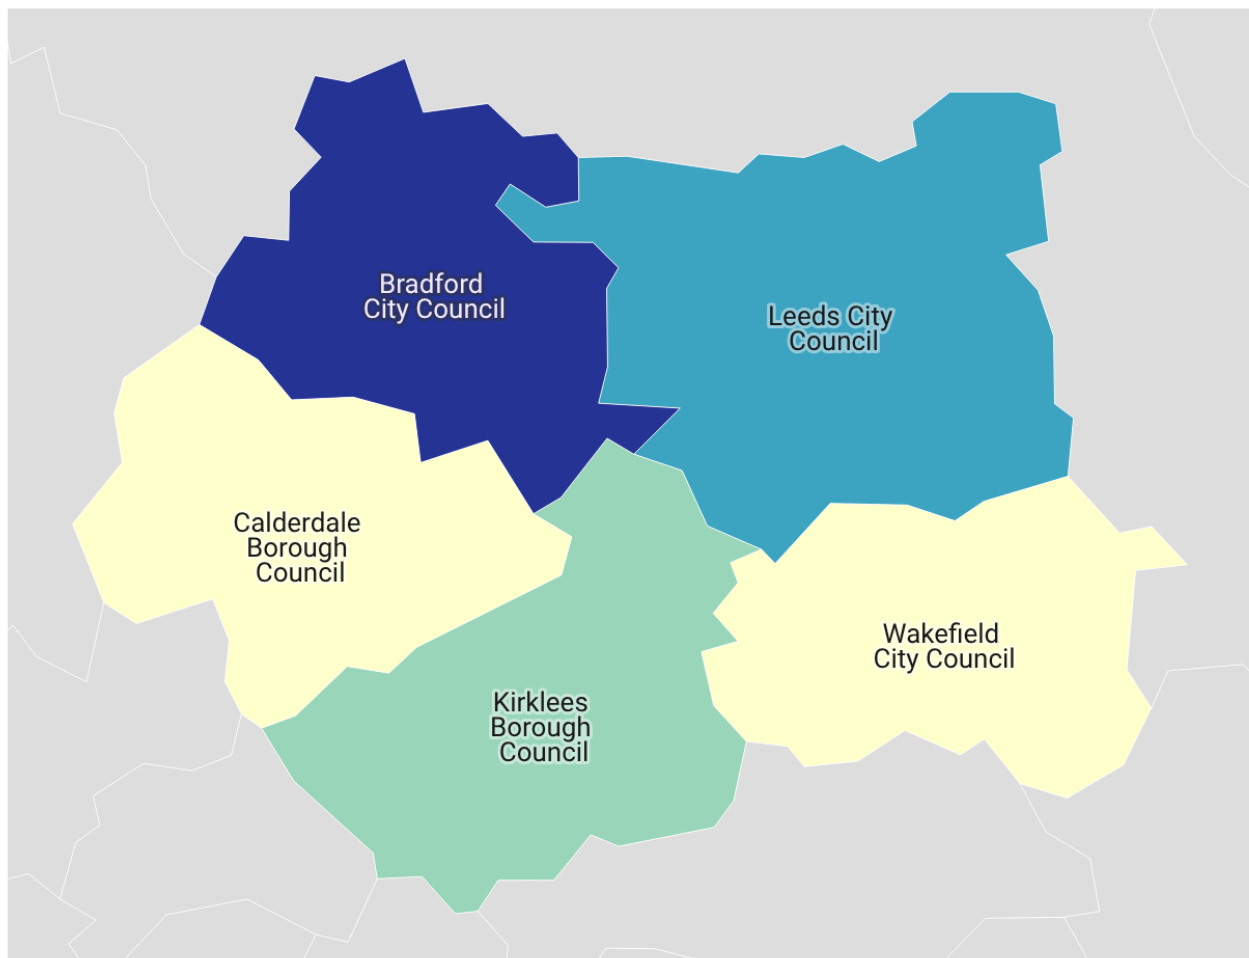 Bradford
City Council
Leeds City
Council
Calderdale
Borough
Council
Wakefield
City Council
Kirklees
Borough
Council